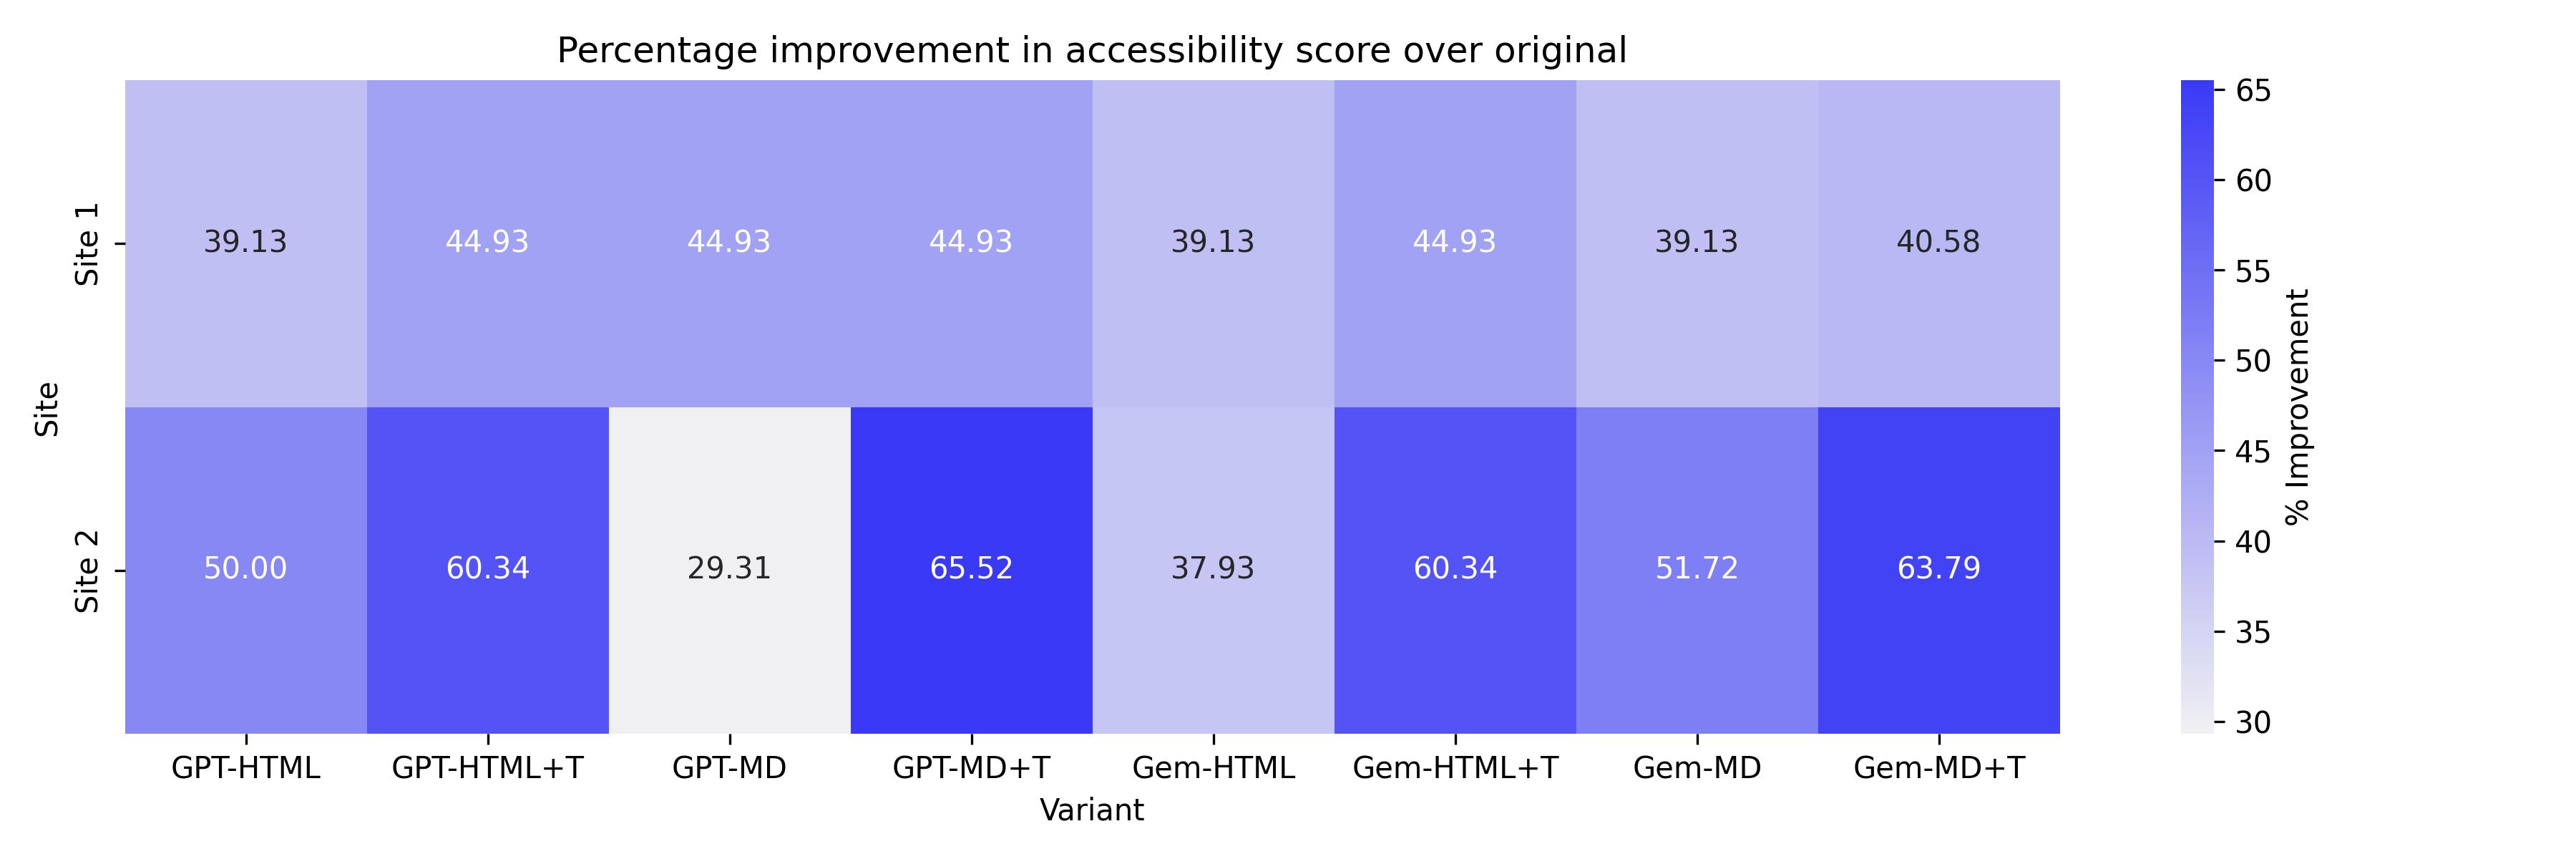 Percentage improvement in accessibility score over original
Site
Site 1
39.13 44.93 44.93 44.93 39.13 44.93 39.13 40.58
Site 2
50.00 60.34 29.31 65.52 37.93 60.34 51.72 63.79
GPT-HTML GPT-HTML+T GPT-MD GPT-MD+T Gem-HTML Gem-HTML+T Gem-MD Gem-MD+T
Variant
65
60
55
50
45
40
35
30
% Improvement